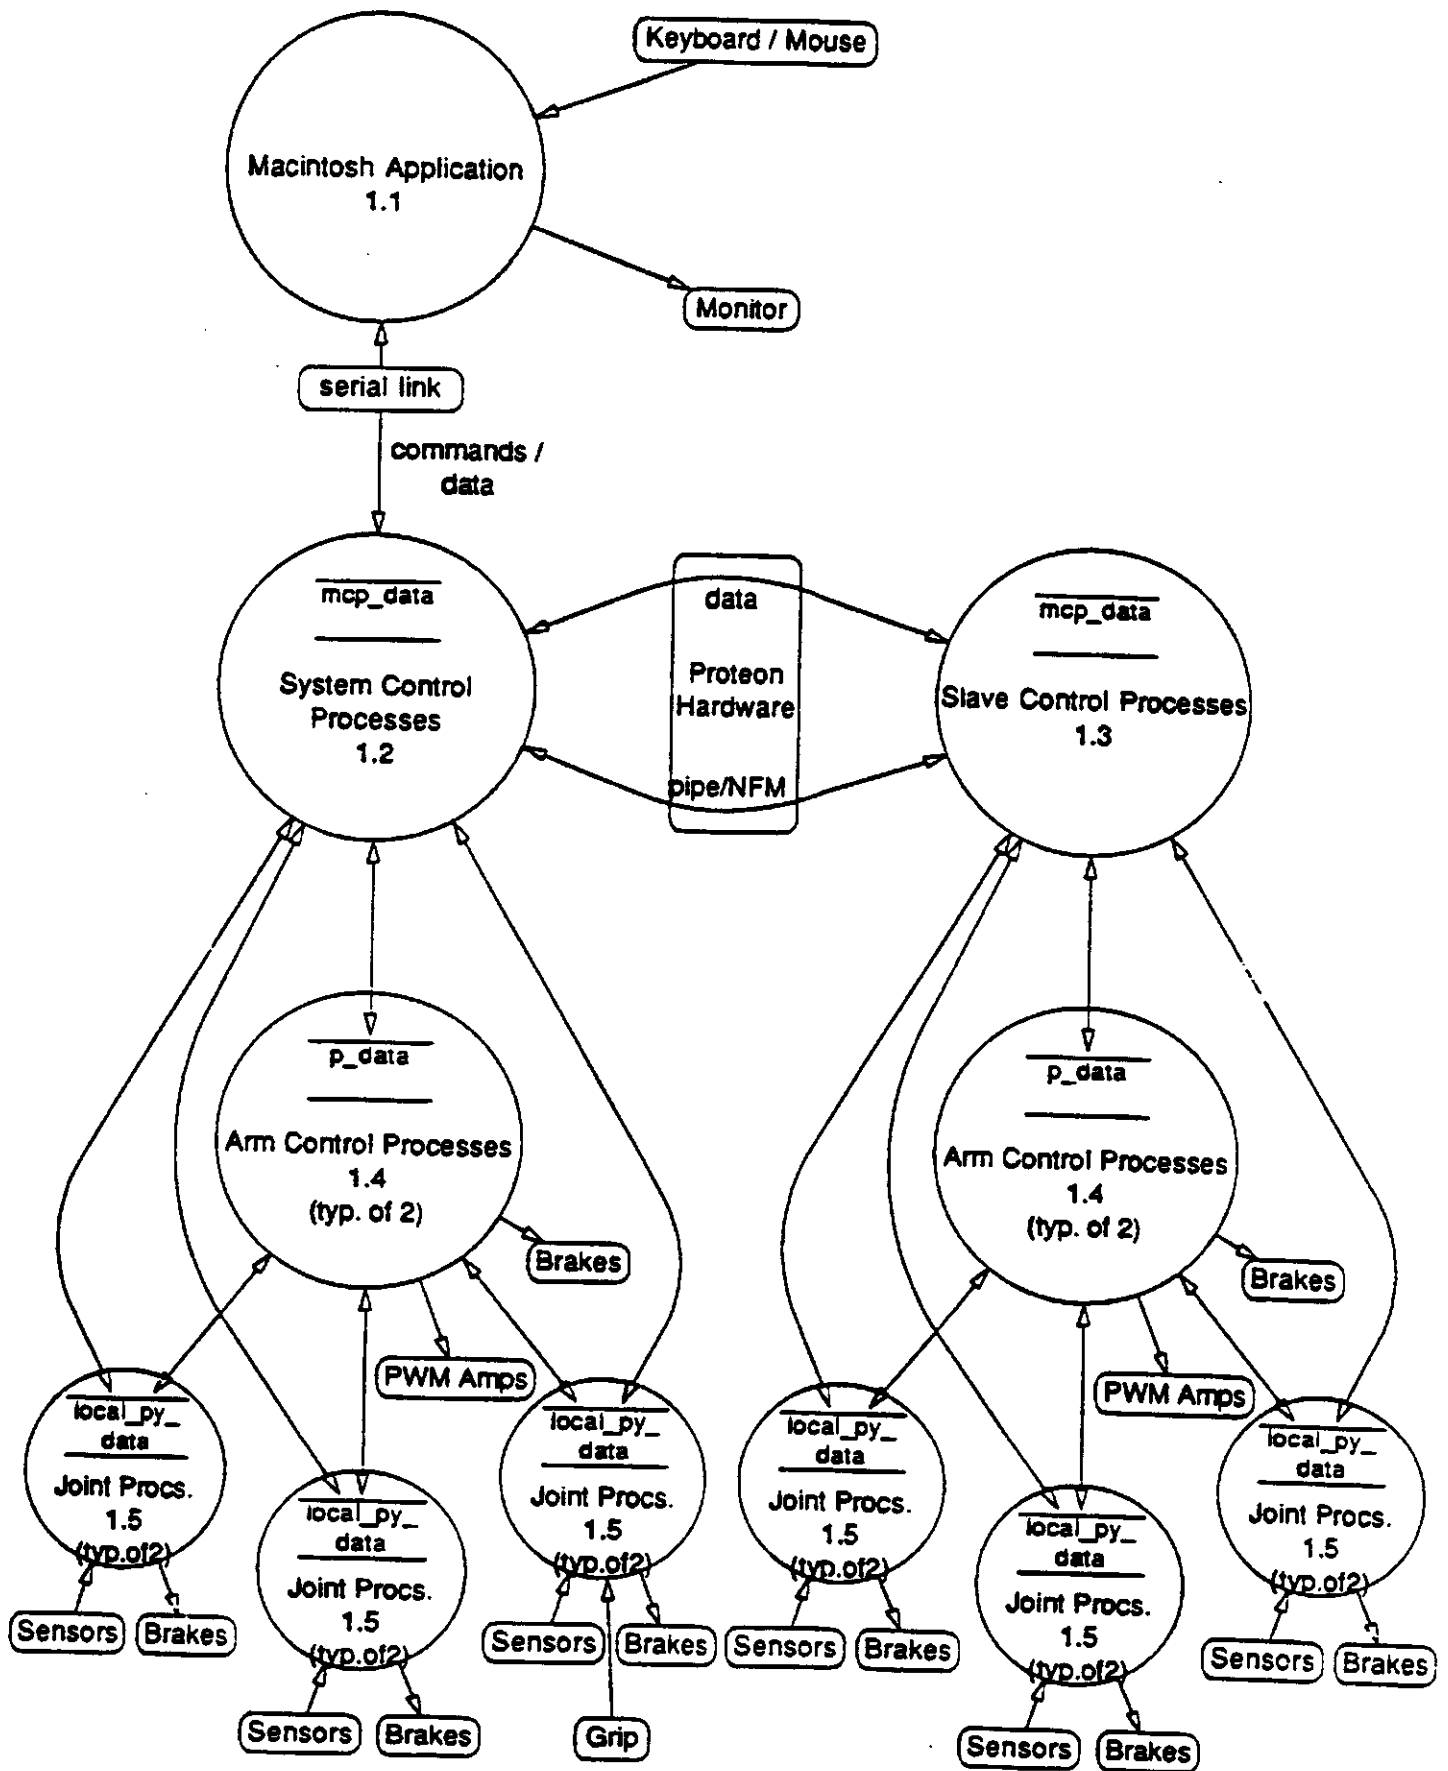 Keyboard / Mouse
Macintosh Application
1.1
Monitor
serial link
commands /
data
mcp_data
System Control
Processes
1.2
data
Proteon
Hardware
pipe/NFM
mcp_data
Slave Control Processes
1.3
p_data
Arm Control Processes
1.4
(typ. of 2)
Brakes
PWM Amps
p_data
Arm Control Processes
1.4
(typ. of 2)
Brakes
PWM Amps
local_py_
data
Joint Procs.
1.5
(typ.of2)
Sensors
Brakes
local_py_
data
Joint Procs.
1.5
(typ.of2)
Sensors
Brakes
local_py_
data
Joint Procs.
1.5
(typ.of2)
Sensors
Brakes
Grip
local_py_
data
Joint Procs.
1.5
(typ.of2)
Sensors
Brakes
local_py_
data
Joint Procs.
1.5
(typ.of2)
Sensors
Brakes
local_py_
data
Joint Procs.
1.5
(typ.of2)
Sensors
Brakes